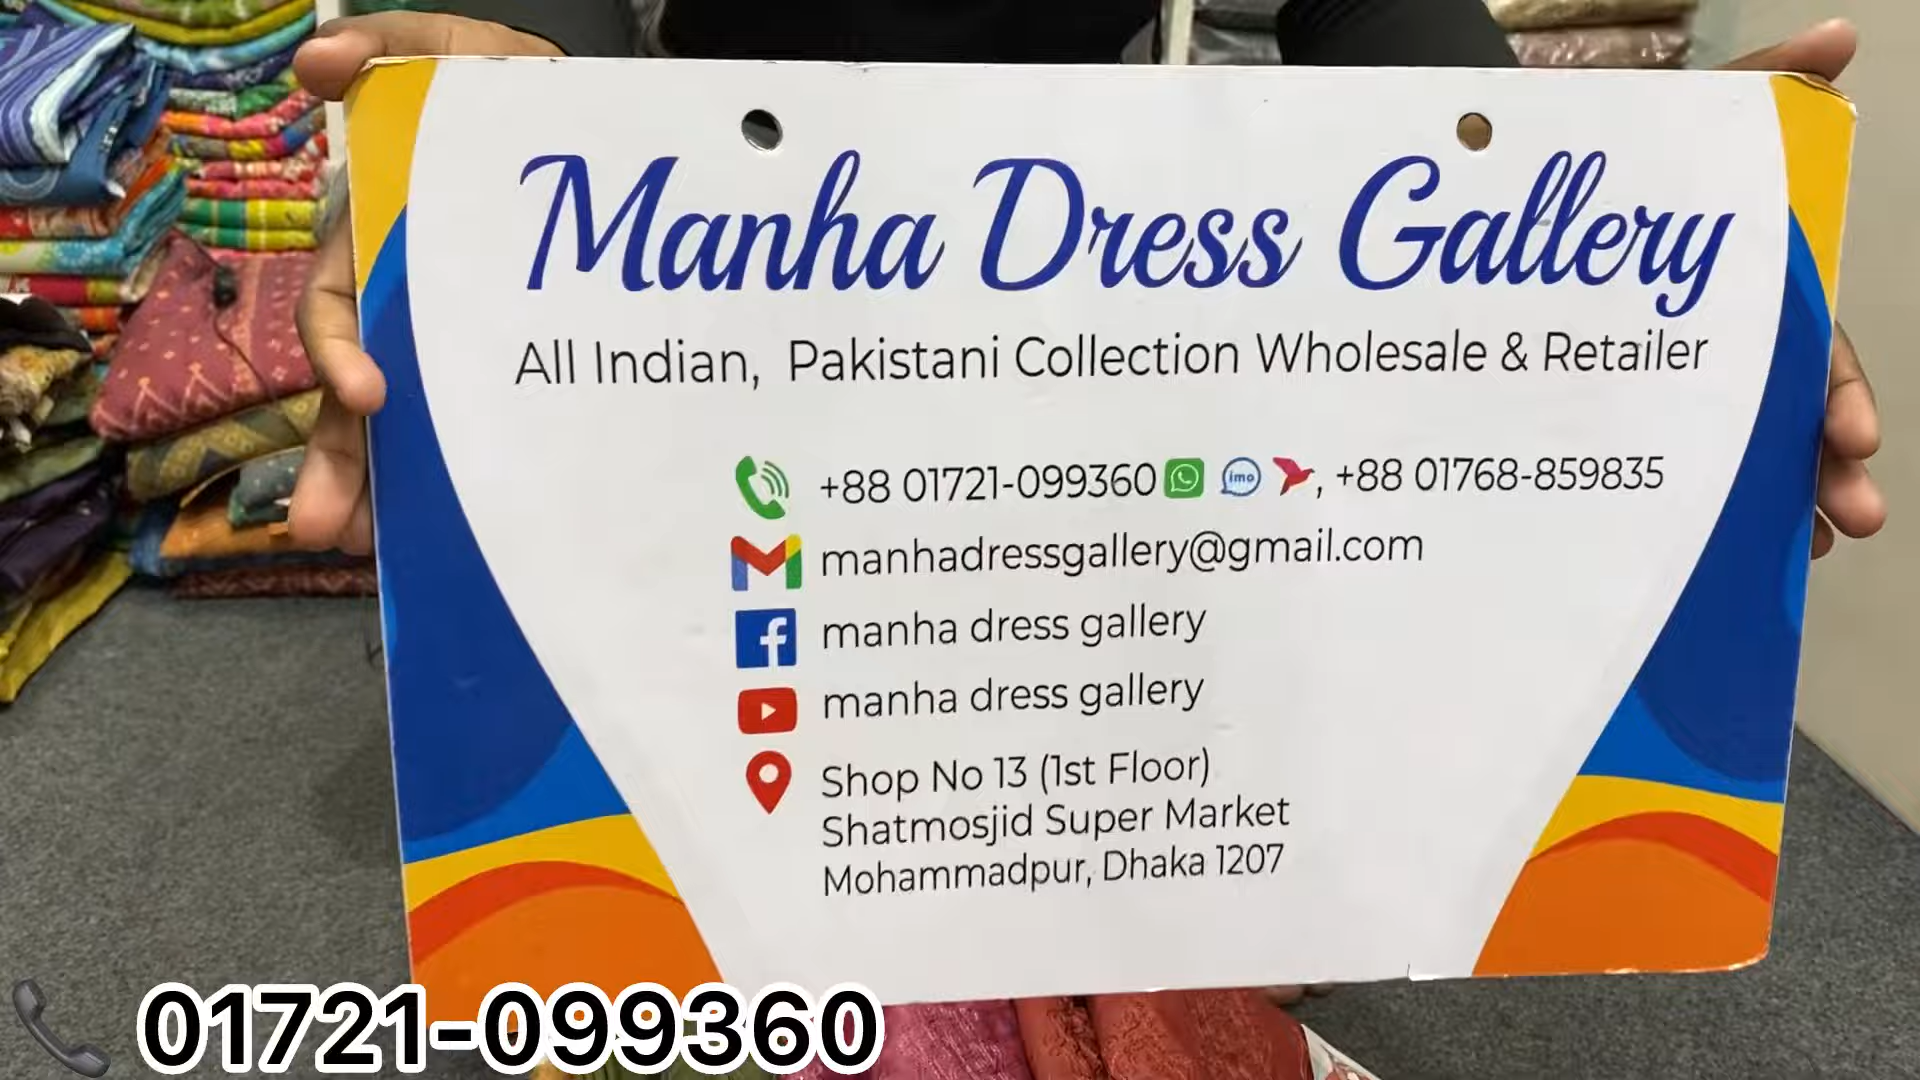 Manha Dress Gallery
All Indian, Pakistani Collection Wholesale & Retailer
+88 01721-099360 imo, +88 01768-859835
manhadressgallery@gmail.com
manha dress gallery
manha dress gallery
Shop No 13 (1st Floor)
Shatmosjid Super Market
Mohammadpur, Dhaka 1207
01721-099360